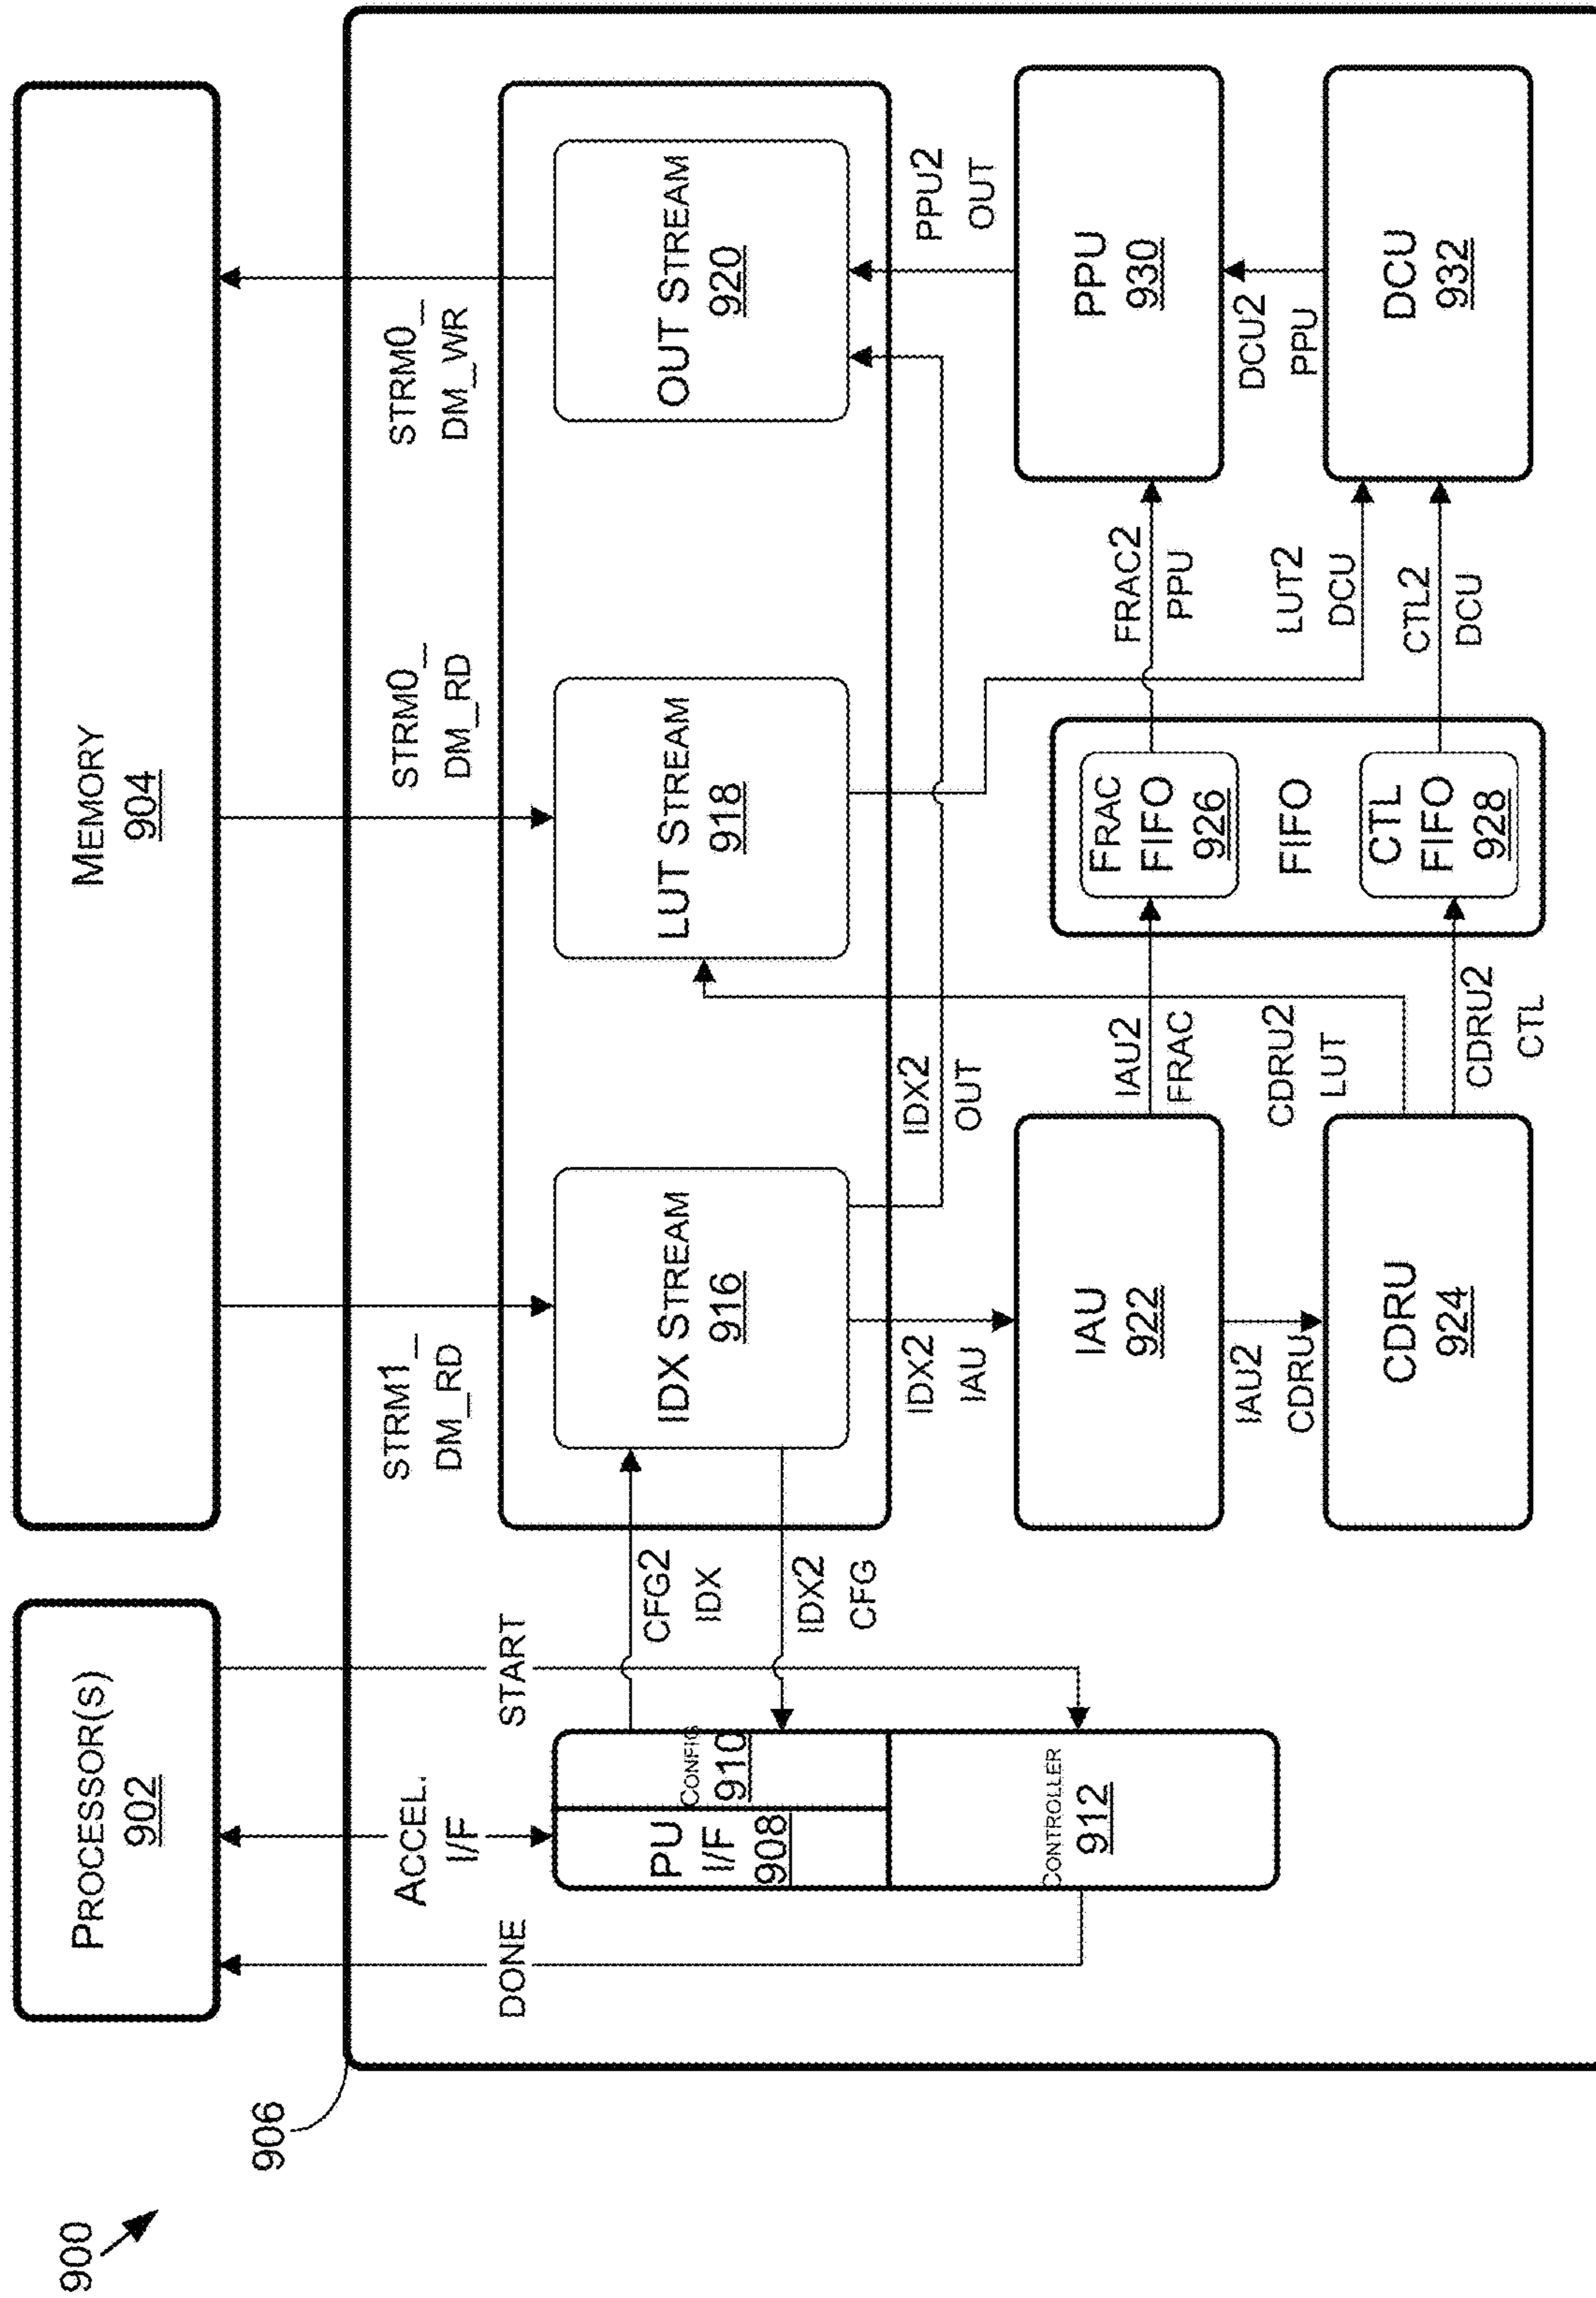 900
906
PROCESSOR(S)
902
MEMORY
904
DONE
ACCEL.
I/F
START
STRM1_
DM_RD
STRM0_
DM_RD
STRM0_
DM_WR
PU
I/F
908
CONFIG
910
CONTROLLER
912
CFG2
IDX
IDX2
CFG
IDX STREAM
916
LUT STREAM
918
OUT STREAM
920
IDX2
IAU
IDX2
OUT
PPU2
OUT
IAU
922
IAU2
FRAC
FRAC
FIFO
926
FIFO
CTL
FIFO
928
FRAC2
PPU
PPU
930
IAU2
CDRU
CDRU2
LUT
LUT2
DCU
DCU2
PPU
CDRU
924
CDRU2
CTL
CTL2
DCU
DCU
932